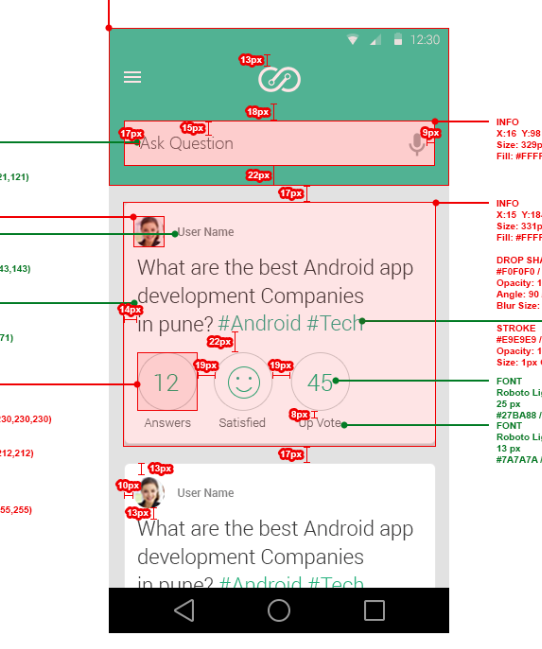 12:30
13px
18px
15px
17px
Ask Question
9px
22px
17px
INFO
X:16 Y:98
Size: 329p
Fill: #FFFF
21,121)
INFO
X:15 Y:18
Size: 331p
Fill: #FFFF
User Name
43,143)
What are the best Android app
development Companies
in pune? #Android #Tech
14px
DROP SHA
#F0F0F0 /
Opacity: 1
Angle: 90
Blur Size:
STROKE
#E9E9E9 /
Opacity: 1
Size: 1px
71)
22px
19px
19px
12
45
8px
Answers
Satisfied
Up Vote
FONT
Roboto Li
25 px
#27BA88 /
FONT
Roboto Li
13 px
#7A7A7A /
230,230,230)
212,212)
17px
13px
10px
User Name
13px
55,255)
What are the best Android app
development Companies
in pune? #Android #Tech